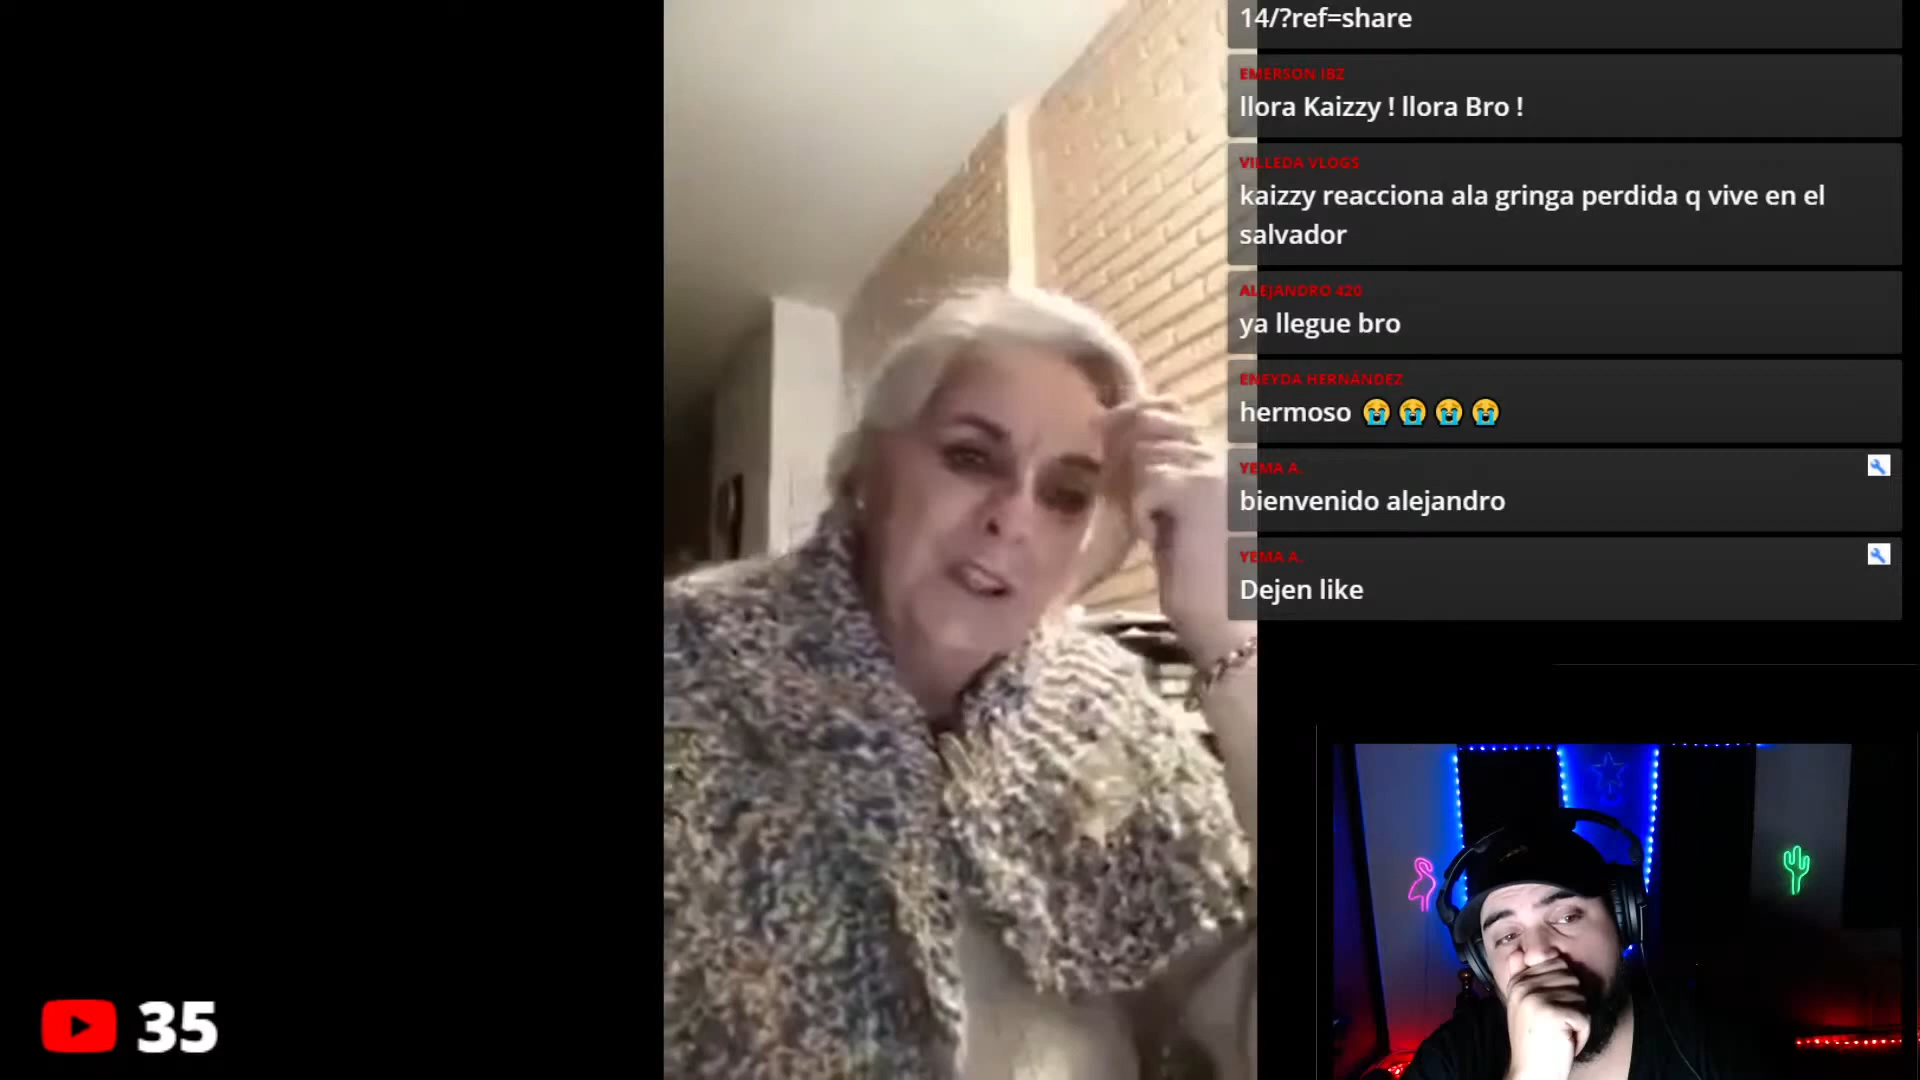 14/?ref=share
EMERSON IBZ
llora Kaizzy ! llora Bro !
VILLEDA VLOGS
kaizzy reacciona ala gringa perdida q vive en el
salvador
ALEJANDRO 420
ya llegue bro
ENEYDA HERNÁNDEZ
hermoso 😭😭😭😭
YEMA A.
bienvenido alejandro
YEMA A.
Dejen like
35